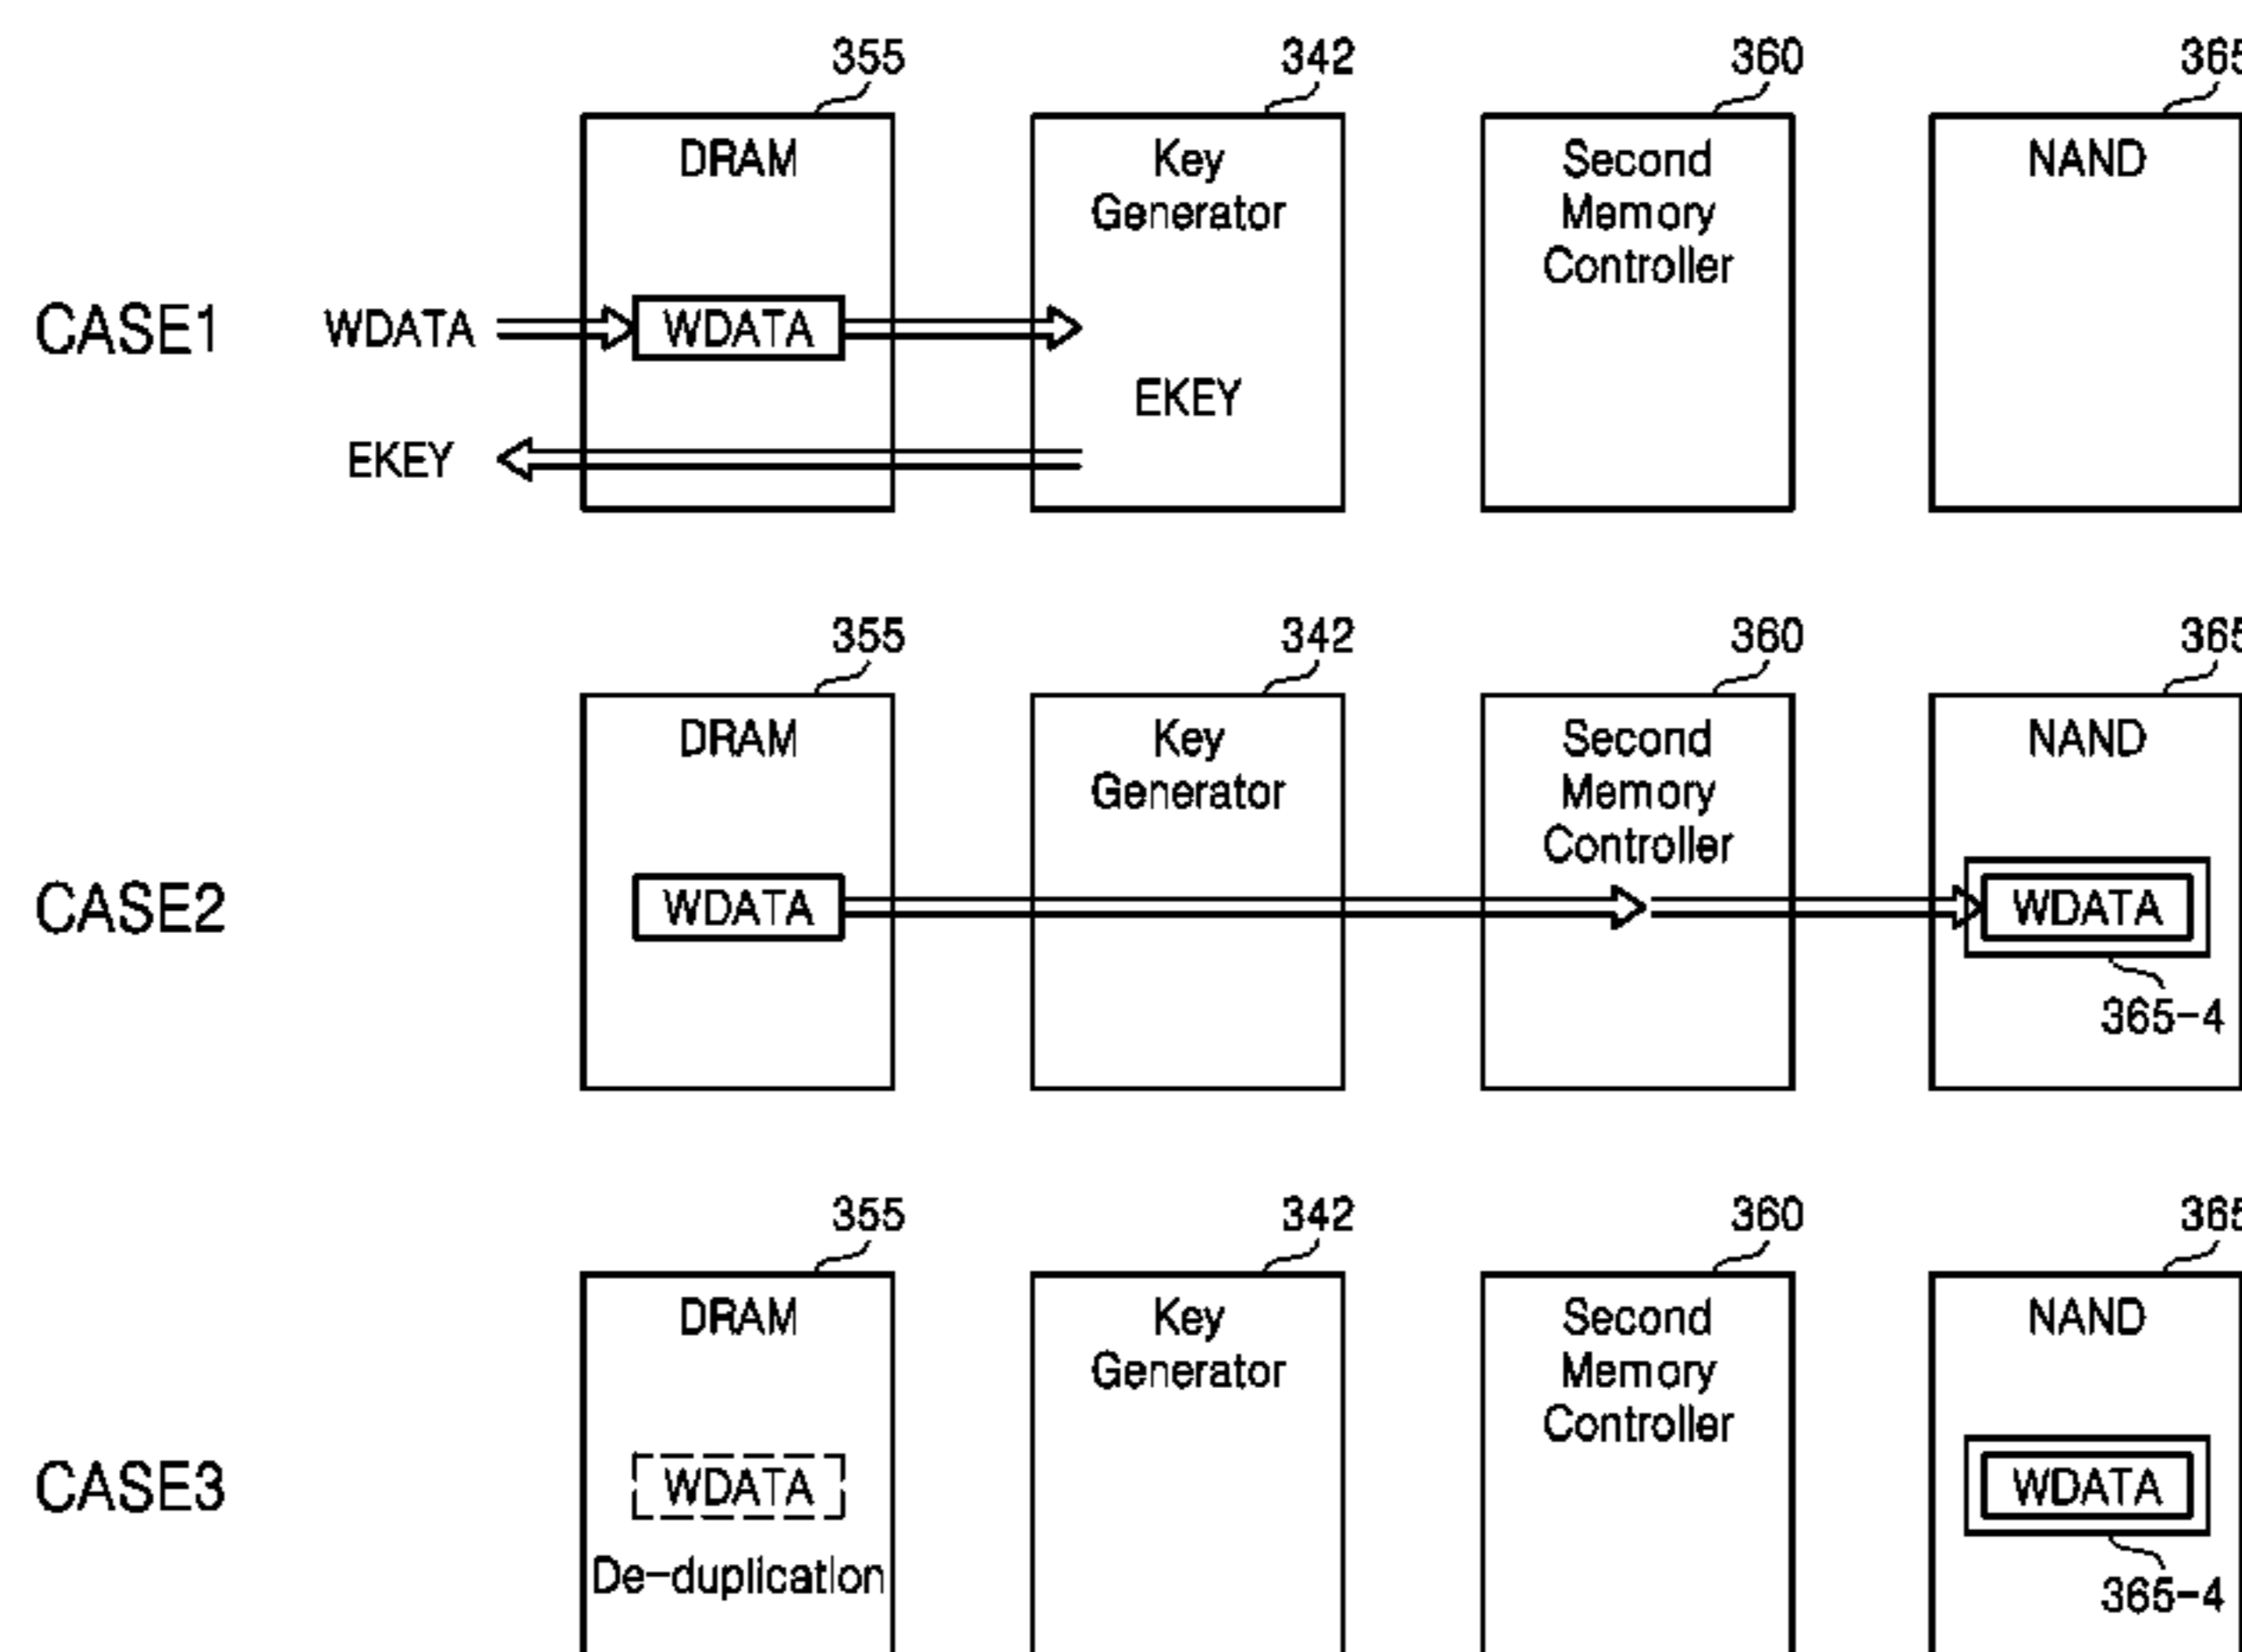 355 342 360 365
DRAM Key Second NAND
Generator Memory
Controller
CASE1 WDATA WDATA
EKEY
EKEY
355 342 360 365
DRAM Key Second NAND
Generator Memory
Controller
CASE2 WDATA WDATA
365-4
355 342 360 365
DRAM Key Second NAND
Generator Memory
Controller
CASE3 WDATA WDATA
De-duplication 365-4